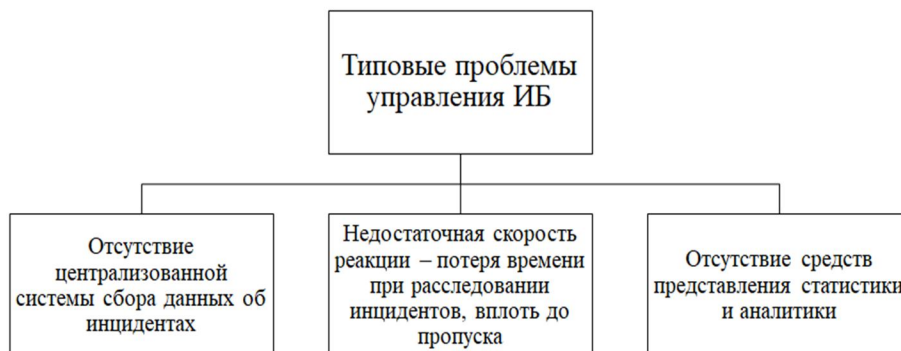 Типовые проблемы
управления ИБ
Отсутствие
централизованной
системы сбора данных об
инцидентах
Недостаточная скорость
реакции – потеря времени
при расследовании
инцидентов, вплоть до
пропуска
Отсутствие средств
представления статистики
и аналитики